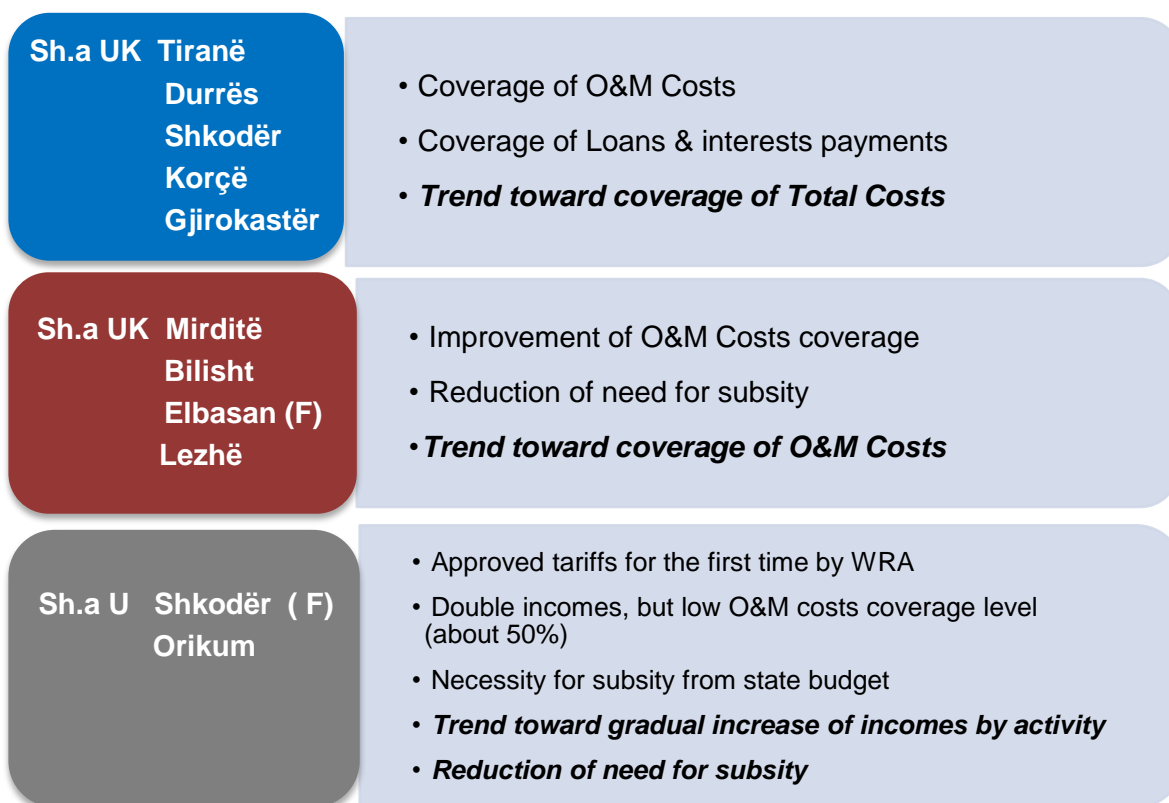 Sh.a UK Tiranë
Durrës
Shkodër
Korçë
Gjirokastër
• Coverage of O&M Costs
• Coverage of Loans & interests payments
• Trend toward coverage of Total Costs
Sh.a UK Mirditë
Bilisht
Elbasan (F)
Lezhë
• Improvement of O&M Costs coverage
• Reduction of need for subsity
• Trend toward coverage of O&M Costs
Sh.a U Shkodër ( F)
Orikum
• Approved tariffs for the first time by WRA
• Double incomes, but low O&M costs coverage level
(about 50%)
• Necessity for subsity from state budget
• Trend toward gradual increase of incomes by activity
• Reduction of need for subsity